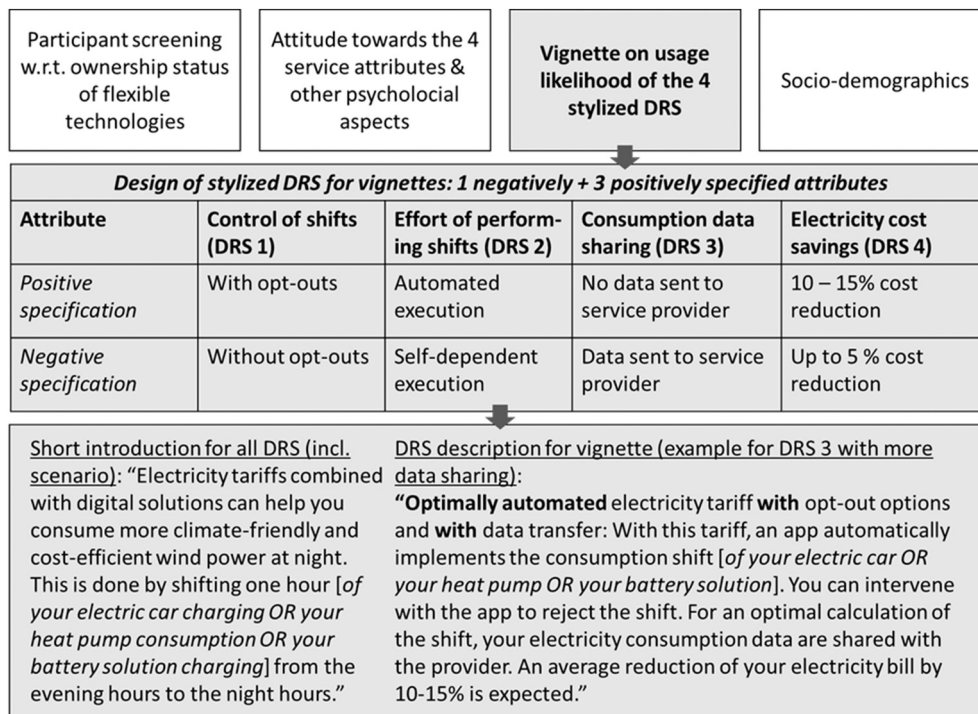 Participant screening
w.r.t. ownership status
of flexible
technologies
Attitude towards the 4
service attributes &
other psycholocial
aspects
Vignette on usage
likelihood of the 4
stylized DRS
Socio-demographics
Design of stylized DRS for vignettes: 1 negatively + 3 positively specified attributes
Attribute
Control of shifts
(DRS 1)
Effort of perform-
ing shifts (DRS 2)
Consumption data
sharing (DRS 3)
Electricity cost
savings (DRS 4)
Positive
specification
With opt-outs
Automated
execution
No data sent to
service provider
10 – 15% cost
reduction
Negative
specification
Without opt-outs
Self-dependent
execution
Data sent to service
provider
Up to 5 % cost
reduction
Short introduction for all DRS (incl.
scenario): “Electricity tariffs combined
with digital solutions can help you
consume more climate-friendly and
cost-efficient wind power at night.
This is done by shifting one hour [of
your electric car charging OR your
heat pump consumption OR your
battery solution charging] from the
evening hours to the night hours.”
DRS description for vignette (example for DRS 3 with more
data sharing):
“Optimally automated electricity tariff with opt-out options
and with data transfer: With this tariff, an app automatically
implements the consumption shift [of your electric car OR
your heat pump OR your battery solution]. You can intervene
with the app to reject the shift. For an optimal calculation of
the shift, your electricity consumption data are shared with
the provider. An average reduction of your electricity bill by
10-15% is expected.”